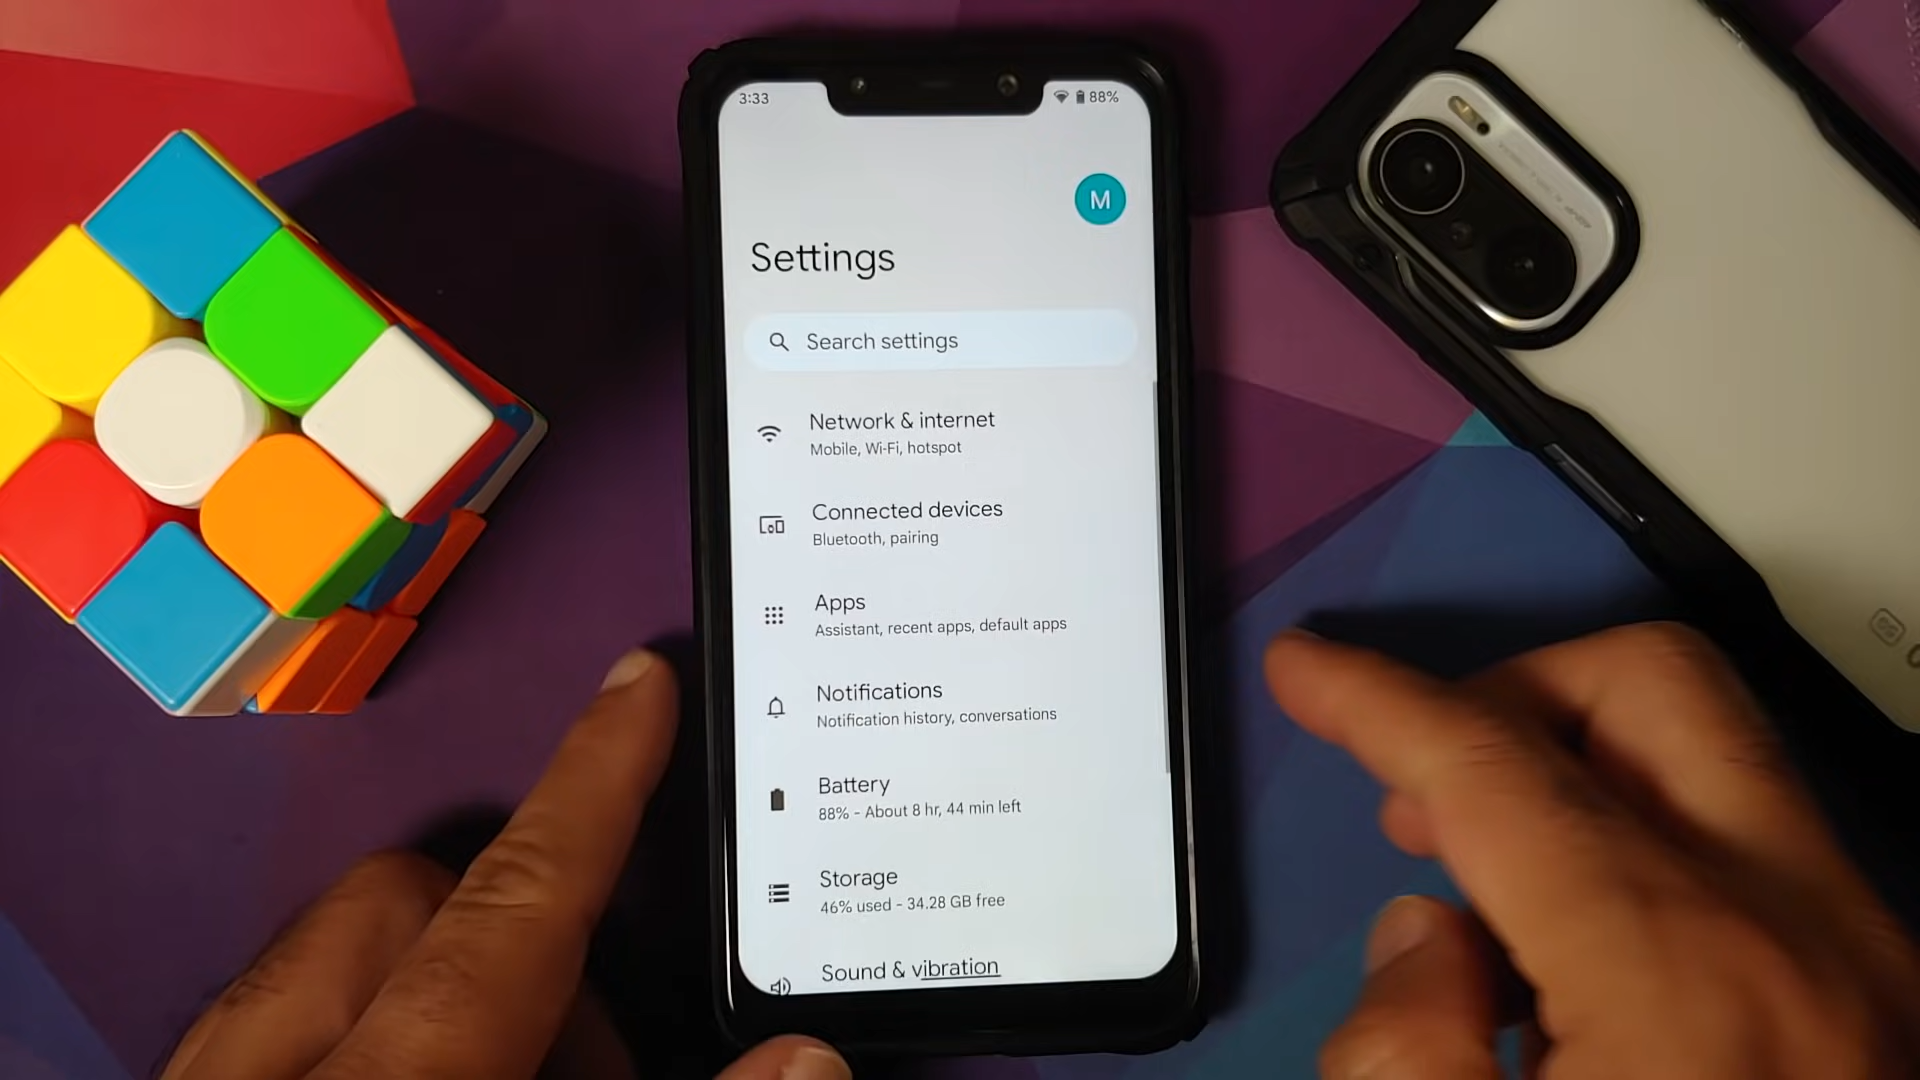 3:33
88%
M
Settings
Search settings
Network & internet
Mobile, Wi-Fi, hotspot
Connected devices
Bluetooth, pairing
Apps
Assistant, recent apps, default apps
Notifications
Notification history, conversations
Battery
88% - About 8 hr, 44 min left
Storage
46% used - 34.28 GB free
Sound & vibration
5G